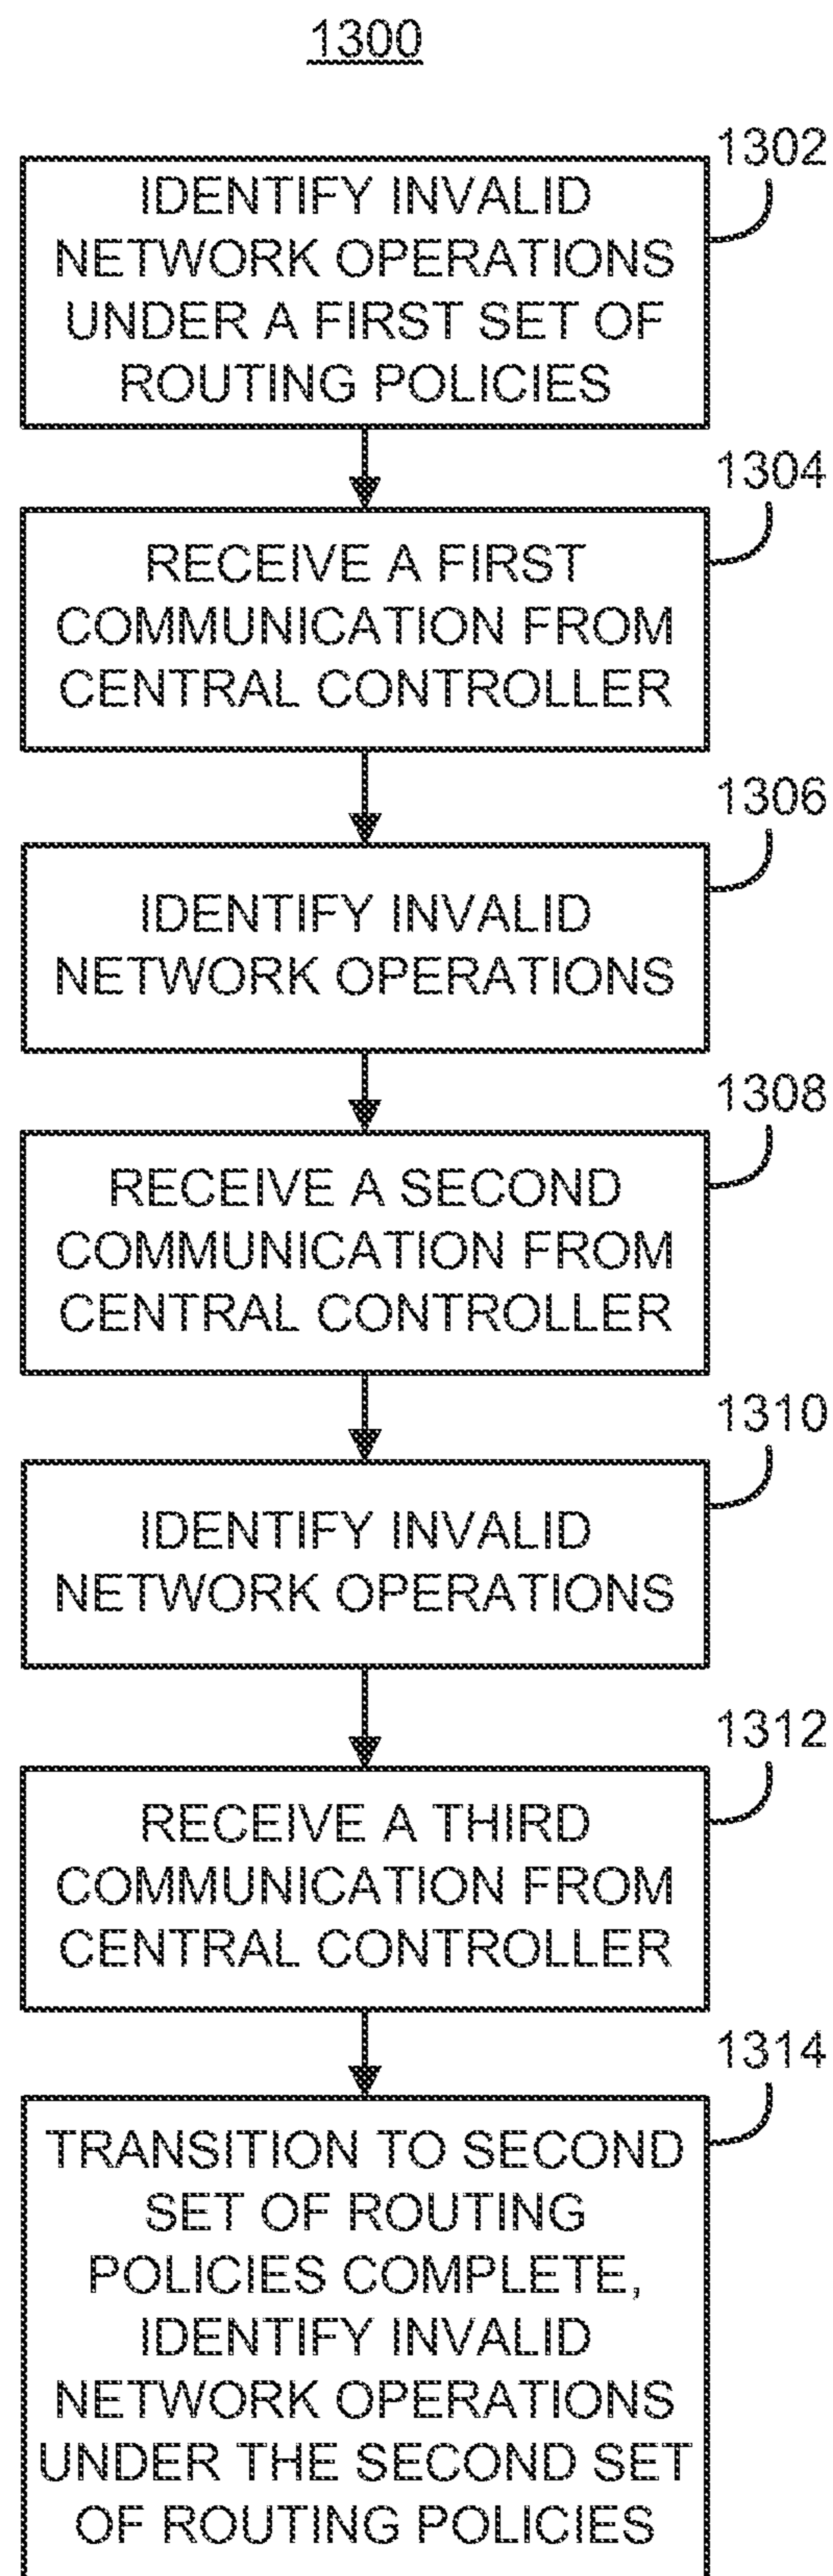 1300
1302
IDENTIFY INVALID
NETWORK OPERATIONS
UNDER A FIRST SET OF
ROUTING POLICIES
1304
RECEIVE A FIRST
COMMUNICATION FROM
CENTRAL CONTROLLER
1306
IDENTIFY INVALID
NETWORK OPERATIONS
1308
RECEIVE A SECOND
COMMUNICATION FROM
CENTRAL CONTROLLER
1310
IDENTIFY INVALID
NETWORK OPERATIONS
1312
RECEIVE A THIRD
COMMUNICATION FROM
CENTRAL CONTROLLER
1314
TRANSITION TO SECOND
SET OF ROUTING
POLICIES COMPLETE,
IDENTIFY INVALID
NETWORK OPERATIONS
UNDER THE SECOND SET
OF ROUTING POLICIES